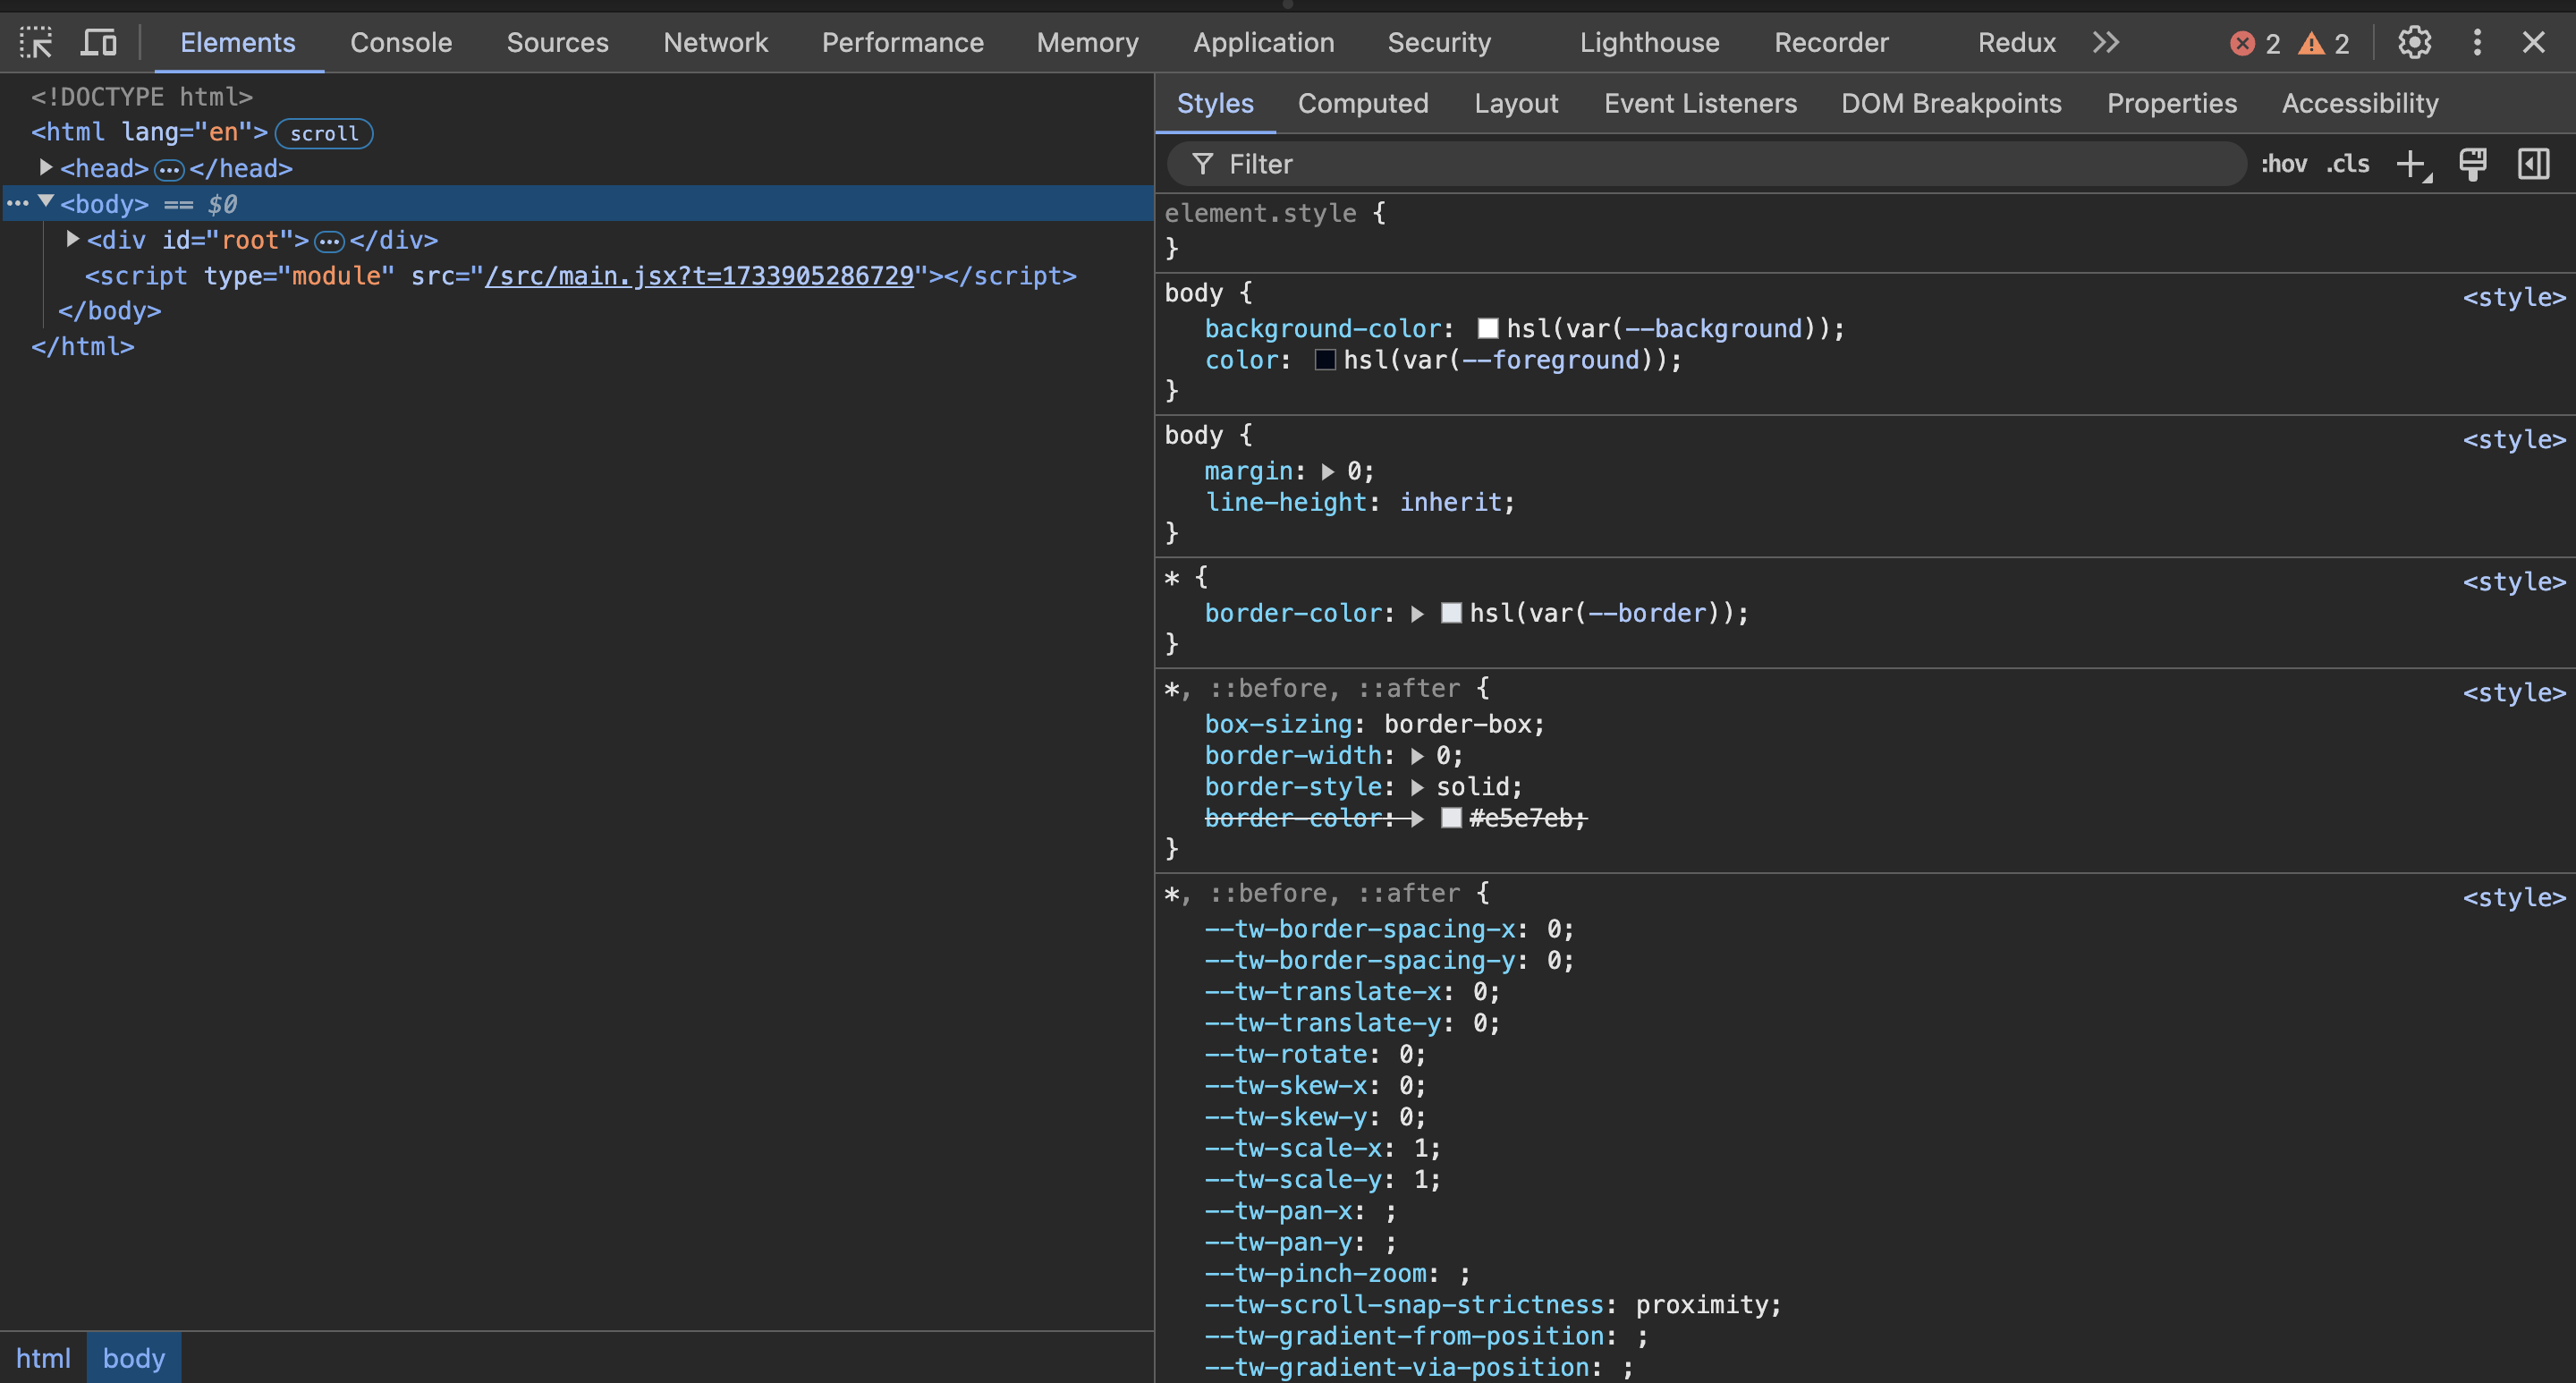 Elements Console Sources Network Performance Memory Application Security Lighthouse Recorder Redux 2 2
<!DOCTYPE html>
<html lang="en"> scroll
<head> ••• </head>
••• <body> == $0
<div id="root"> ••• </div>
<script type="module" src="/src/main.jsx?t=1733905286729"></script>
</body>
</html>
html body
Styles Computed Layout Event Listeners DOM Breakpoints Properties Accessibility
Filter :hov .cls
element.style {
}
body { <style>
background-color: hsl(var(--background));
color: hsl(var(--foreground));
}
body { <style>
margin: 0;
line-height: inherit;
}
* { <style>
border-color: hsl(var(--border));
}
*, ::before, ::after { <style>
box-sizing: border-box;
border-width: 0;
border-style: solid;
border-color: #e5e7eb;
}
*, ::before, ::after { <style>
--tw-border-spacing-x: 0;
--tw-border-spacing-y: 0;
--tw-translate-x: 0;
--tw-translate-y: 0;
--tw-rotate: 0;
--tw-skew-x: 0;
--tw-skew-y: 0;
--tw-scale-x: 1;
--tw-scale-y: 1;
--tw-pan-x: ;
--tw-pan-y: ;
--tw-pinch-zoom: ;
--tw-scroll-snap-strictness: proximity;
--tw-gradient-from-position: ;
--tw-gradient-via-position: ;